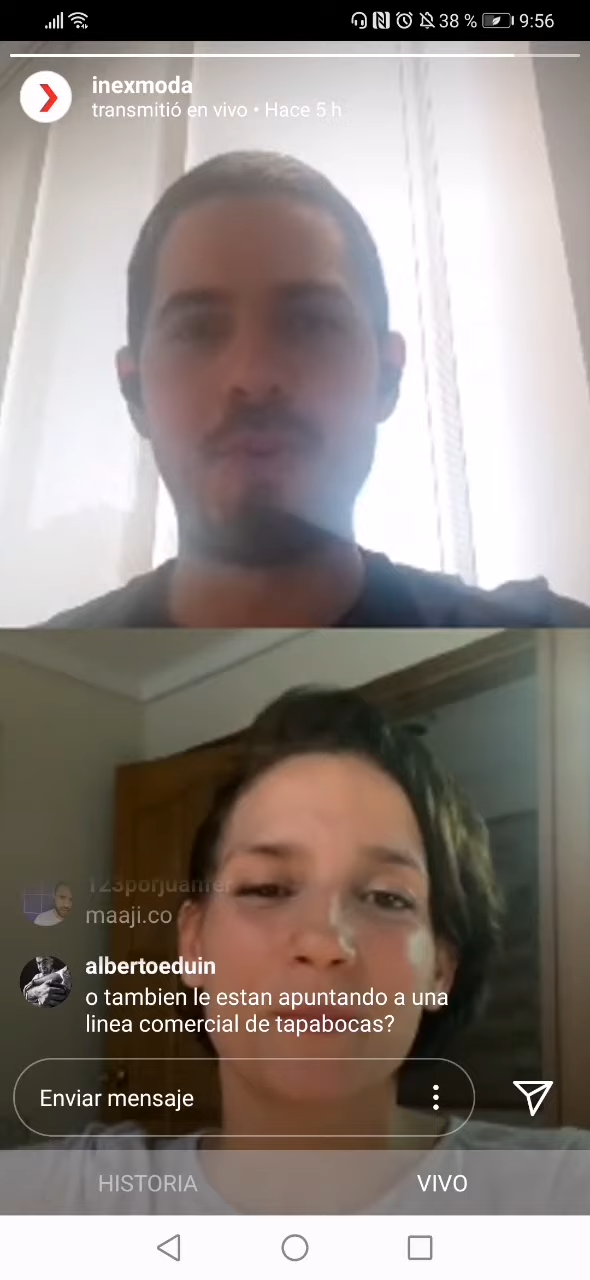 38 % 9:56
inexmoda
transmitió en vivo • Hace 5 h
123porjuanfer
maaji.co
albertoeduin
o tambien le estan apuntando a una
linea comercial de tapabocas?
Enviar mensaje
HISTORIA VIVO